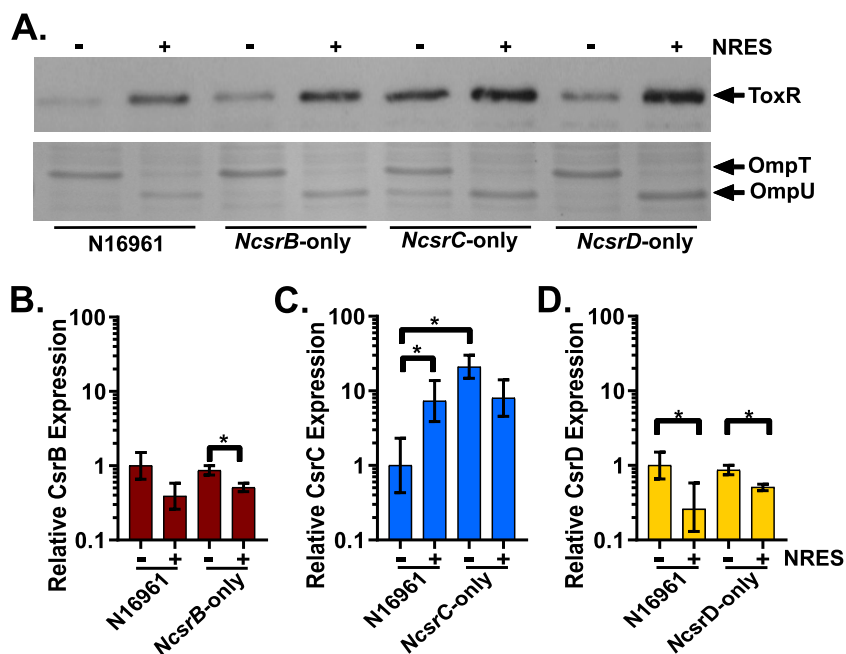 A.
- + - + - + - + NRES
ToxR
OmpT
OmpU
N16961 NcsrB-only NcsrC-only NcsrD-only
B.
Relative CsrB Expression
100
10
1
0.1
*
- + - +
N16961 NcsrB-only
C.
Relative CsrC Expression
100
10
1
0.1
*
*
- + - +
N16961 NcsrC-only
D.
Relative CsrD Expression
100
10
1
0.1
* *
- + - + NRES
N16961 NcsrD-only